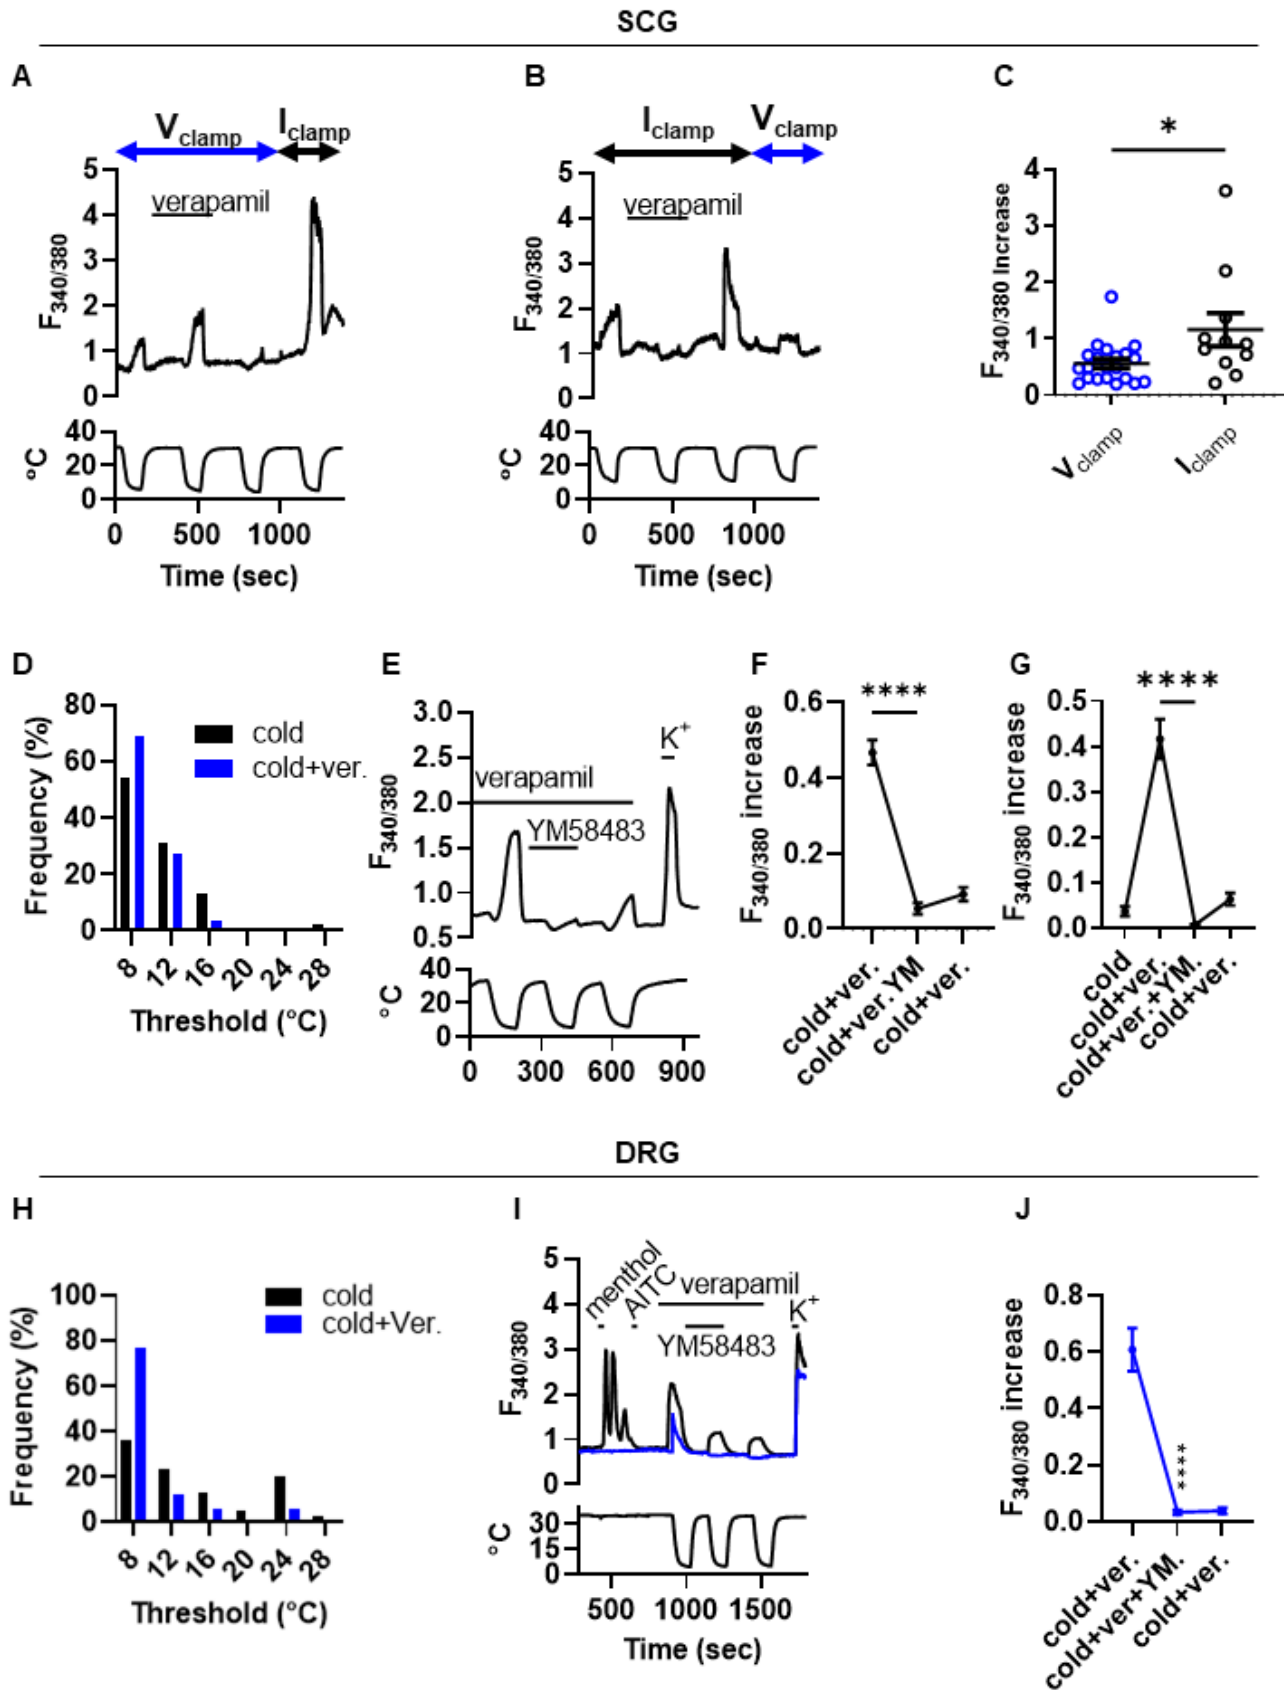 SCG
A
B
C
V clamp
I clamp
I clamp
V clamp
*
verapamil
verapamil
F340/380
5
4
3
2
1
0
F340/380
5
4
3
2
1
0
F340/380 Increase
4
3
2
1
0
°C
40
20
0
°C
40
20
0
V clamp
I clamp
0 500 1000
0 500 1000
Time (sec)
Time (sec)
D
E
F
G
Frequency (%)
80
60
40
20
0
cold
cold+ver.
8 12 16 20 24 28
Threshold (°C)
F340/380
3.0
2.5
2.0
1.5
1.0
0.5
verapamil
YM58483
K+
°C
40
20
0
0 300 600 900
F340/380 increase
0.6
0.4
0.2
0.0
****
cold+ver.
cold+ver.YM
cold+ver.
F340/380 increase
0.5
0.4
0.3
0.2
0.1
0.0
****
cold
cold+ver.
cold+ver.+YM.
cold+ver.
DRG
H
I
J
Frequency (%)
100
80
60
40
20
0
cold
cold+Ver.
8 12 16 20 24 28
Threshold (°C)
F340/380
5
4
3
2
1
0
menthol
AITC
verapamil
YM58483
K+
°C
30
15
0
500 1000 1500
Time (sec)
F340/380 increase
0.8
0.6
0.4
0.2
0.0
****
cold+ver.
cold+ver+YM.
cold+ver.